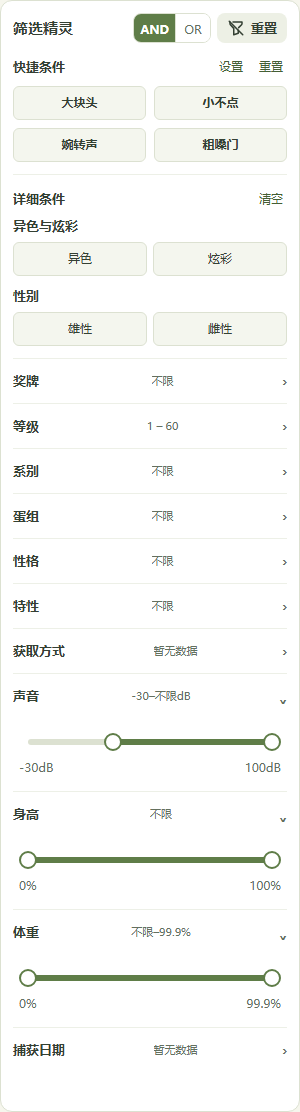 筛选精灵 AND OR 重置
快捷条件 设置 重置
大块头 小不点
婉转声 粗嗓门
详细条件 清空
异色与炫彩
异色 炫彩
性别
雄性 雌性
奖牌 不限 ›
等级 1 – 60 ›
系别 不限 ›
蛋组 不限 ›
性格 不限 ›
特性 不限 ›
获取方式 暂无数据 ›
声音 -30–不限dB
-30dB 100dB
身高 不限
0% 100%
体重 不限–99.9%
0% 99.9%
捕获日期 暂无数据 ›